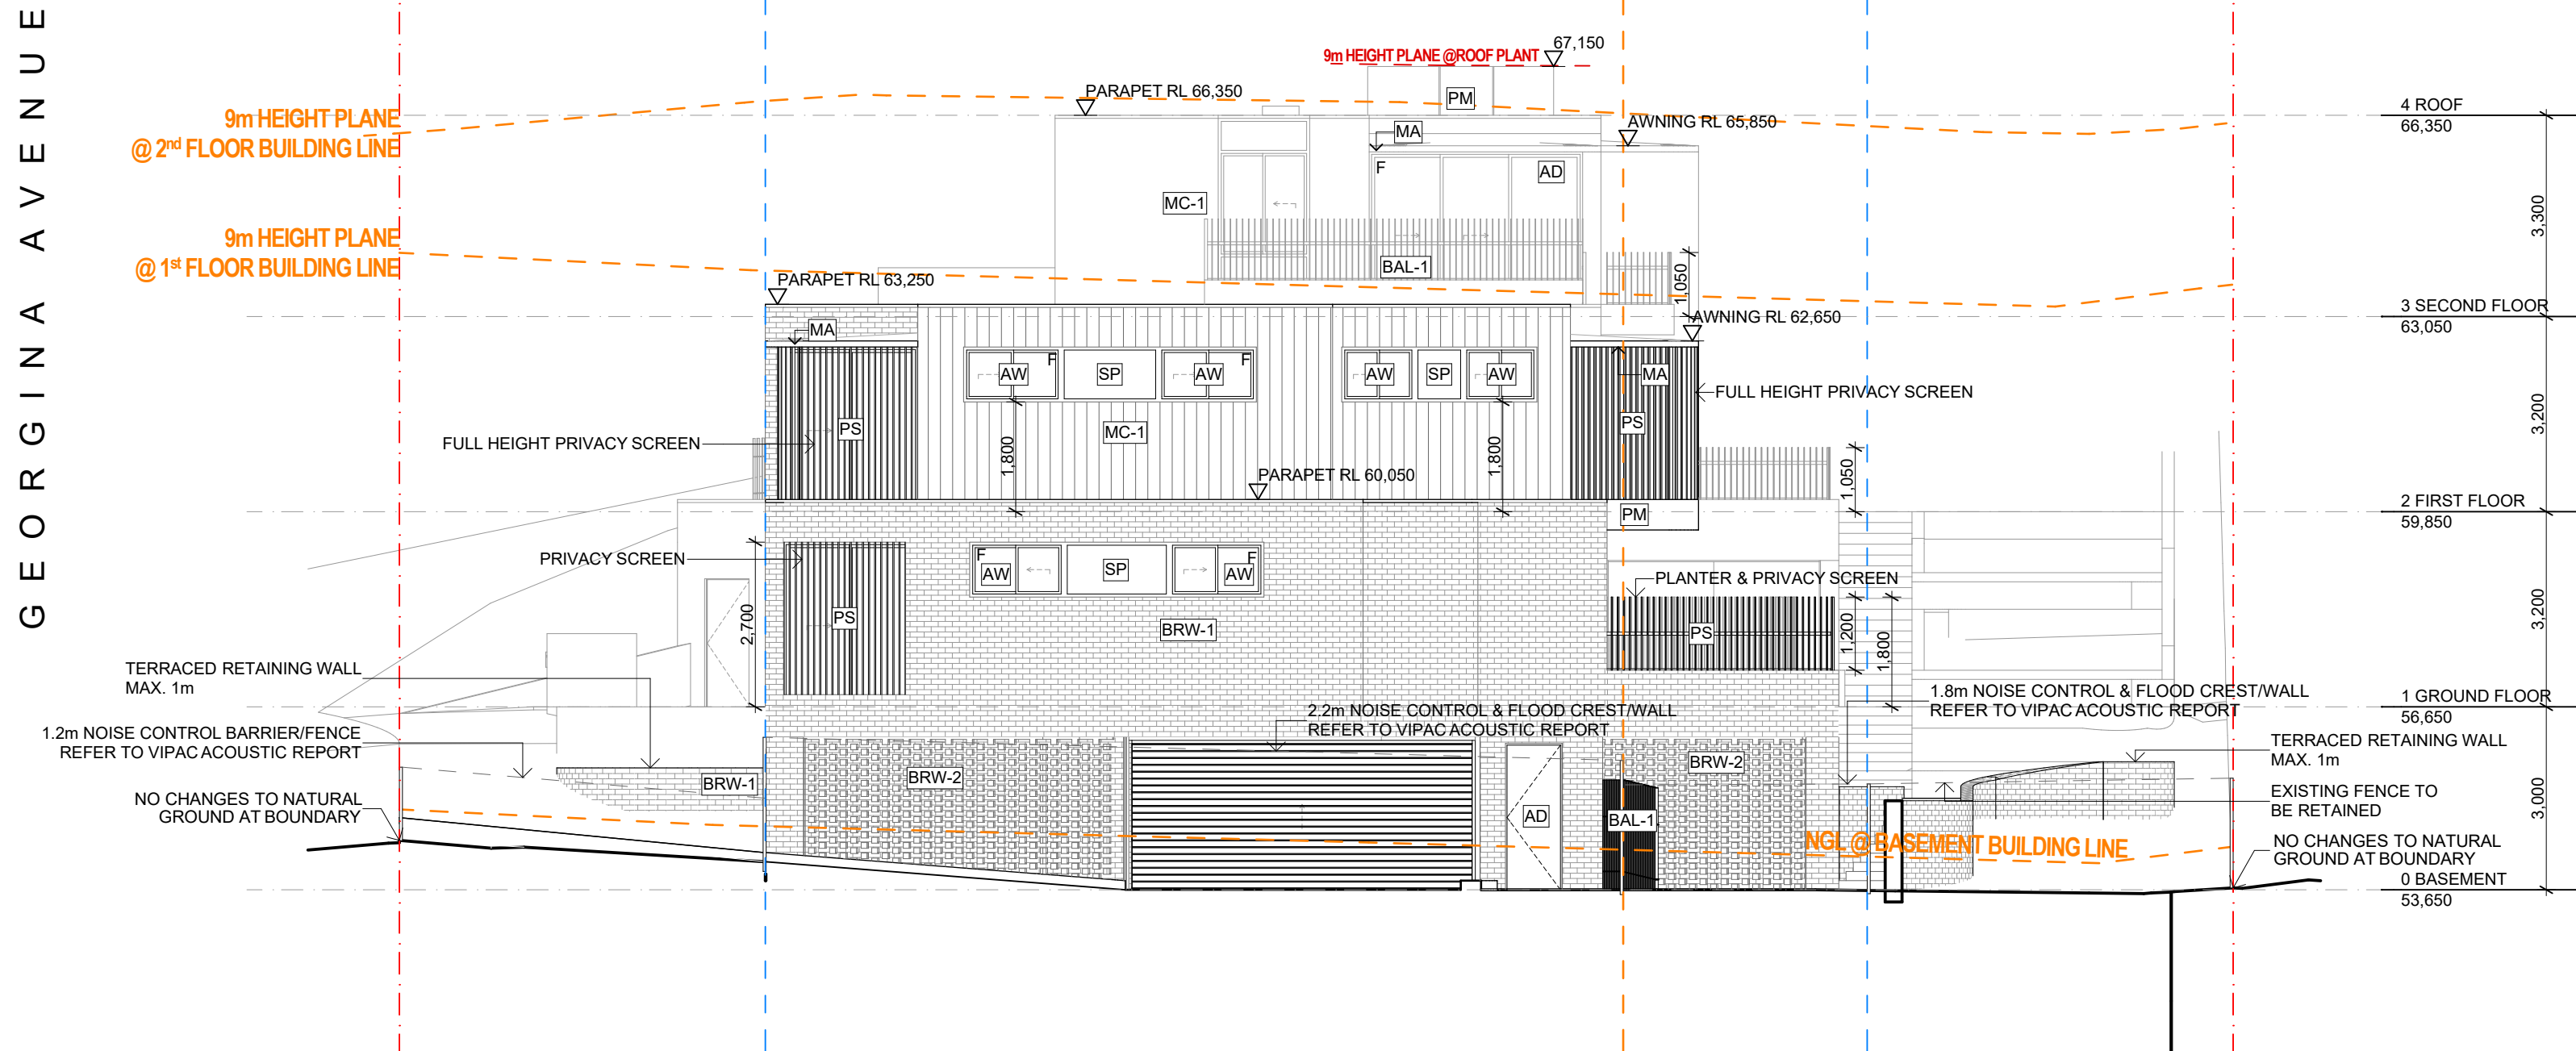 GEORGINA AVENUE
9m HEIGHT PLANE @ROOF PLANT
67,150
PARAPET RL 66,350
PM
9m HEIGHT PLANE
@ 2nd FLOOR BUILDING LINE
AWNING RL 65,850
MA
F
AD
4 ROOF
66,350
MC-1
3,300
9m HEIGHT PLANE
@ 1st FLOOR BUILDING LINE
BAL-1
1,050
PARAPET RL 63,250
3 SECOND FLOOR
63,050
AWNING RL 62,650
MA
AW
F
SP
AW
F
AW
SP
AW
MA
FULL HEIGHT PRIVACY SCREEN
3,200
PS
PS
MC-1
FULL HEIGHT PRIVACY SCREEN
1,800
1,800
PARAPET RL 60,050
1,050
2 FIRST FLOOR
59,850
PM
PRIVACY SCREEN
F
AW
SP
F
AW
PLANTER & PRIVACY SCREEN
2,700
PS
BRW-1
PS
1,200
1,800
3,200
TERRACED RETAINING WALL
MAX. 1m
1.8m NOISE CONTROL & FLOOD CREST/WALL
REFER TO VIPAC ACOUSTIC REPORT
1 GROUND FLOOR
56,650
2.2m NOISE CONTROL & FLOOD CREST/WALL
REFER TO VIPAC ACOUSTIC REPORT
1.2m NOISE CONTROL BARRIER/FENCE
REFER TO VIPAC ACOUSTIC REPORT
TERRACED RETAINING WALL
MAX. 1m
BRW-1
BRW-2
BRW-2
NO CHANGES TO NATURAL
GROUND AT BOUNDARY
EXISTING FENCE TO
BE RETAINED
3,000
AD
BAL-1
NGL @ BASEMENT BUILDING LINE
NO CHANGES TO NATURAL
GROUND AT BOUNDARY
0 BASEMENT
53,650